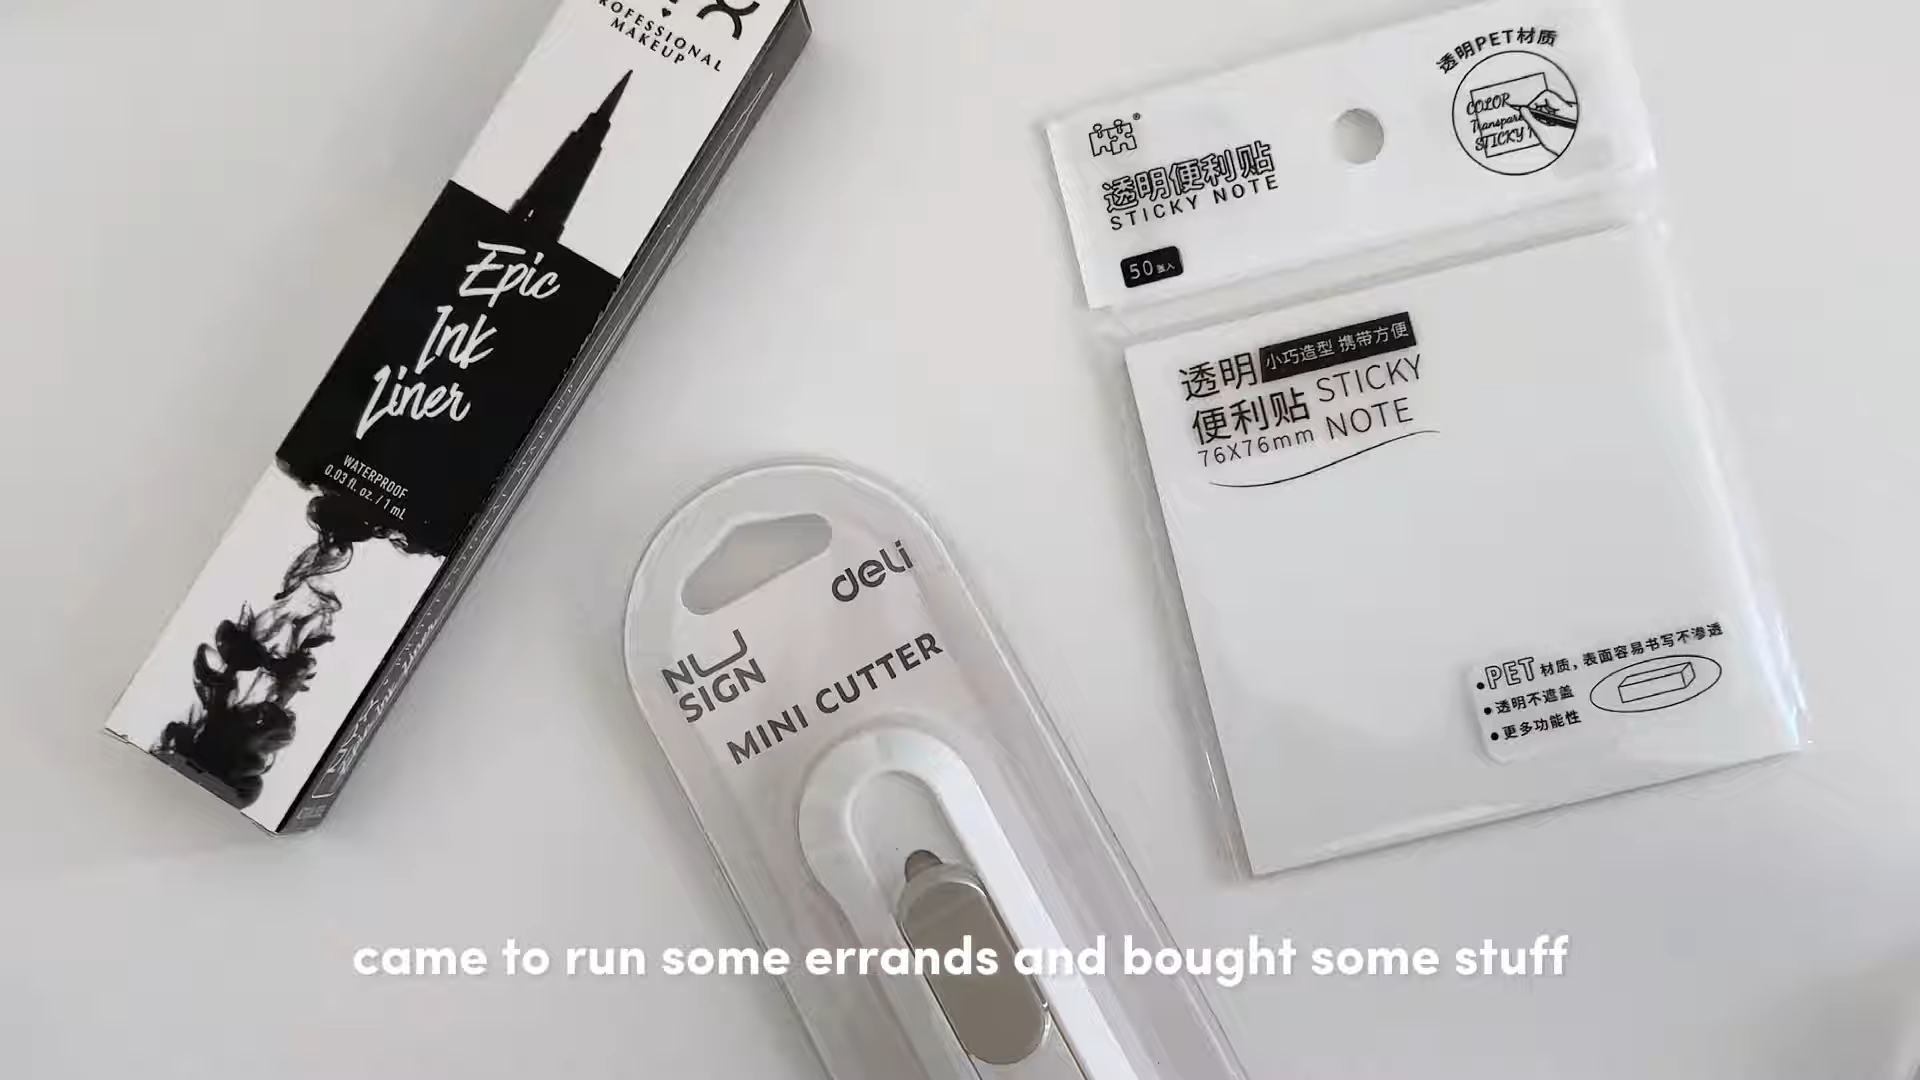 PROFESSIONAL
MAKEUP
Epic
Ink
Liner
WATERPROOF
0.03 fl. oz. / 1 mL
deli
NU
SIGN
MINI CUTTER
透明PET材质
COLOR
STICKY
透明便利贴
STICKY NOTE
50
透明 小巧造型 携带方便
便利贴 STICKY
76X76mm NOTE
•PET 材质，表面容易书写不渗透
•透明不遮盖
•更多功能性
came to run some errands and bought some stuff